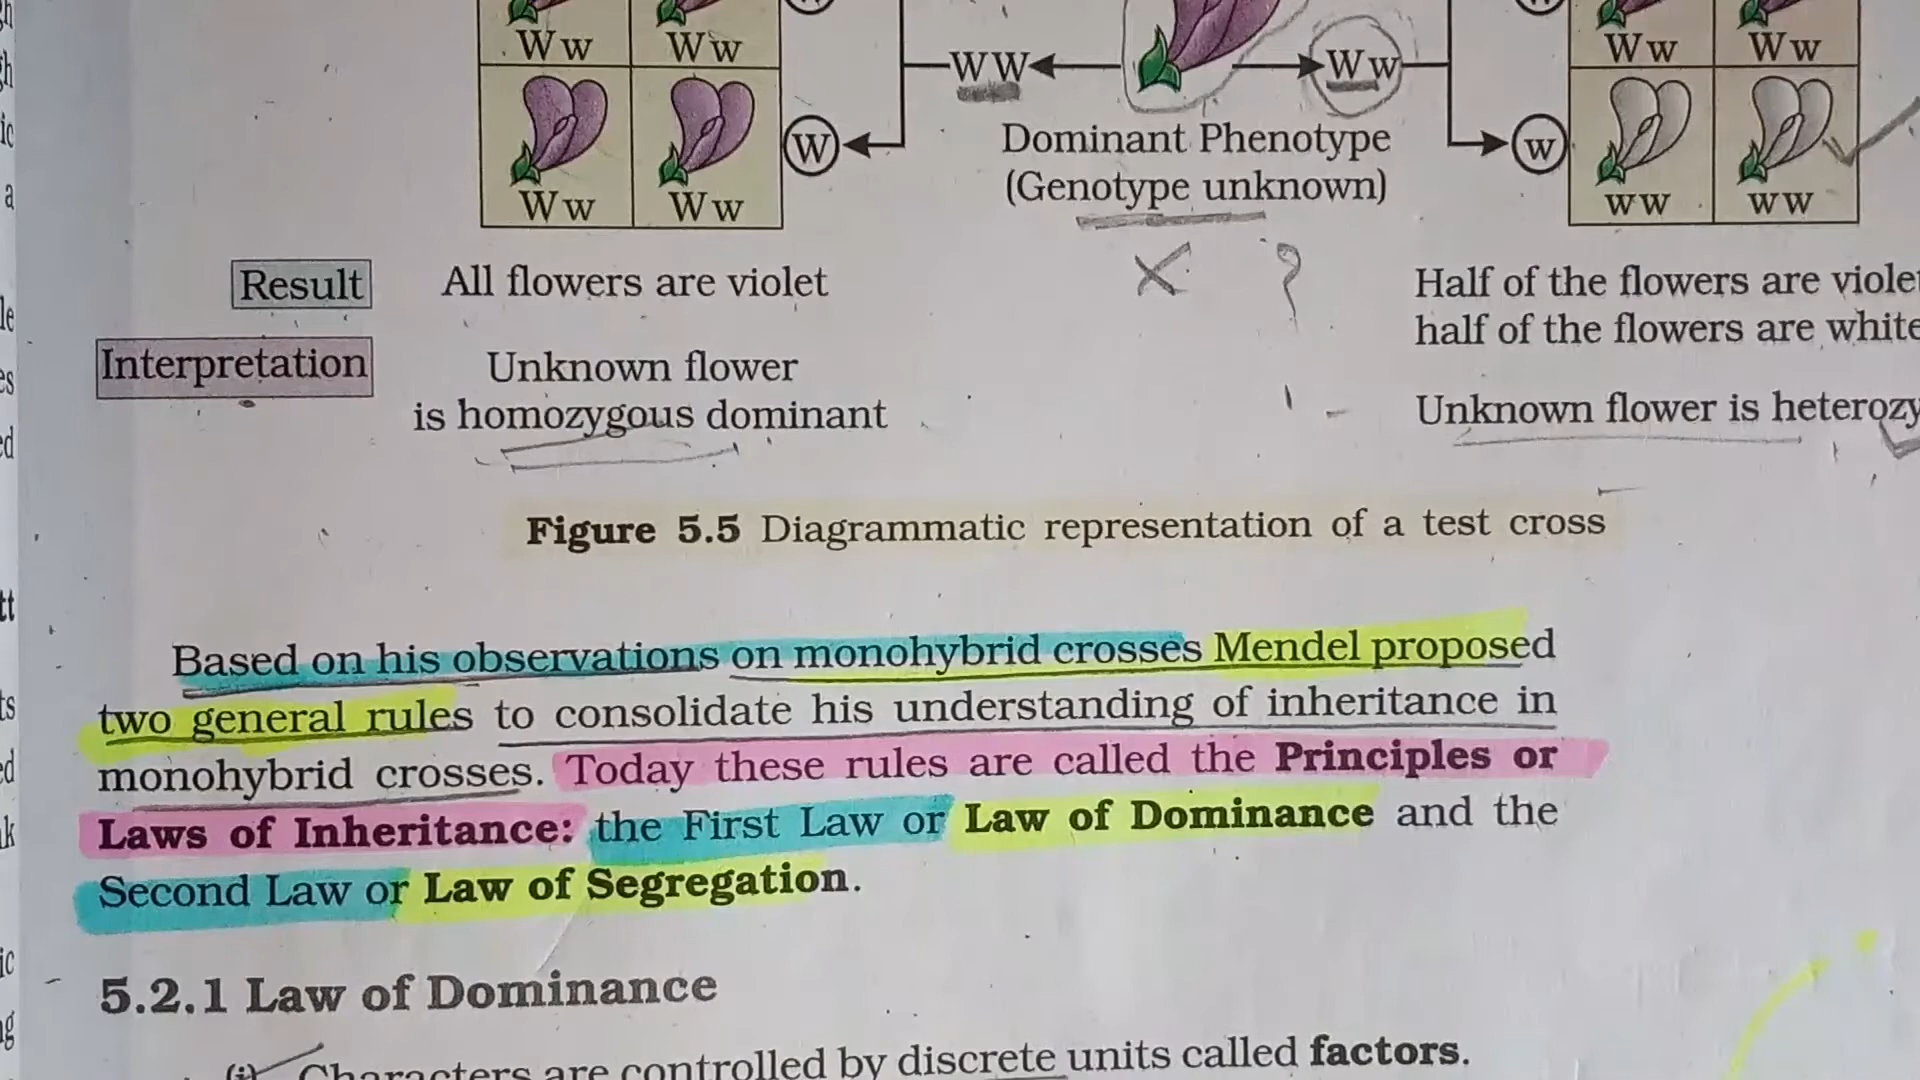 Ww Ww
WW
Ww
Ww Ww
Ww Ww
W
Dominant Phenotype
(Genotype unknown)
w
ww ww
Result
All flowers are violet
Half of the flowers are
half of the flowers are white
Interpretation
Unknown flower
is homozygous dominant
Unknown flower is
Figure 5.5 Diagrammatic representation of a test cross
Based on his observations on monohybrid crosses Mendel proposed
two general rules to consolidate his understanding of inheritance in
monohybrid crosses. Today these rules are called the Principles or
Laws of Inheritance: the First Law or Law of Dominance and the
Second Law or Law of Segregation.
5.2.1 Law of Dominance
(i) Characters are controlled by discrete units called factors.